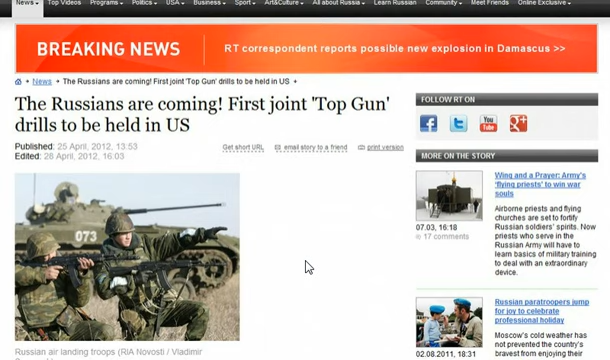 News Top Videos Programs Politics USA Business Sport Art&Culture All about Russia Learn Russian Community Meet Friends Online Exclusive
BREAKING NEWS
RT correspondent reports possible new explosion in Damascus >>
News • The Russians are coming! First joint 'Top Gun' drills to be held in US
The Russians are coming! First joint 'Top Gun'
drills to be held in US
Published: 25 April, 2012, 13:53
Edited: 28 April, 2012, 16:03
Get short URL email story to a friend print version
073
Russian air landing troops (RIA Novosti / Vladimir
FOLLOW RT ON
You
Tube
MORE ON THE STORY
07.03, 16:18
17 comments
Wing and a Prayer: Army's
'flying priests' to win war
souls
Airborne priests and flying
churches are set to fortify
Russian soldiers' spirits. Now
priests who serve in the
Russian Army will have to
learn basics of military training
to deal with an extraordinary
device.
02.08.2011, 18:31
Russian paratroopers jump
for joy to celebrate
professional holiday
Moscow's cold weather has
not prevented the country's
bravest from enjoying their